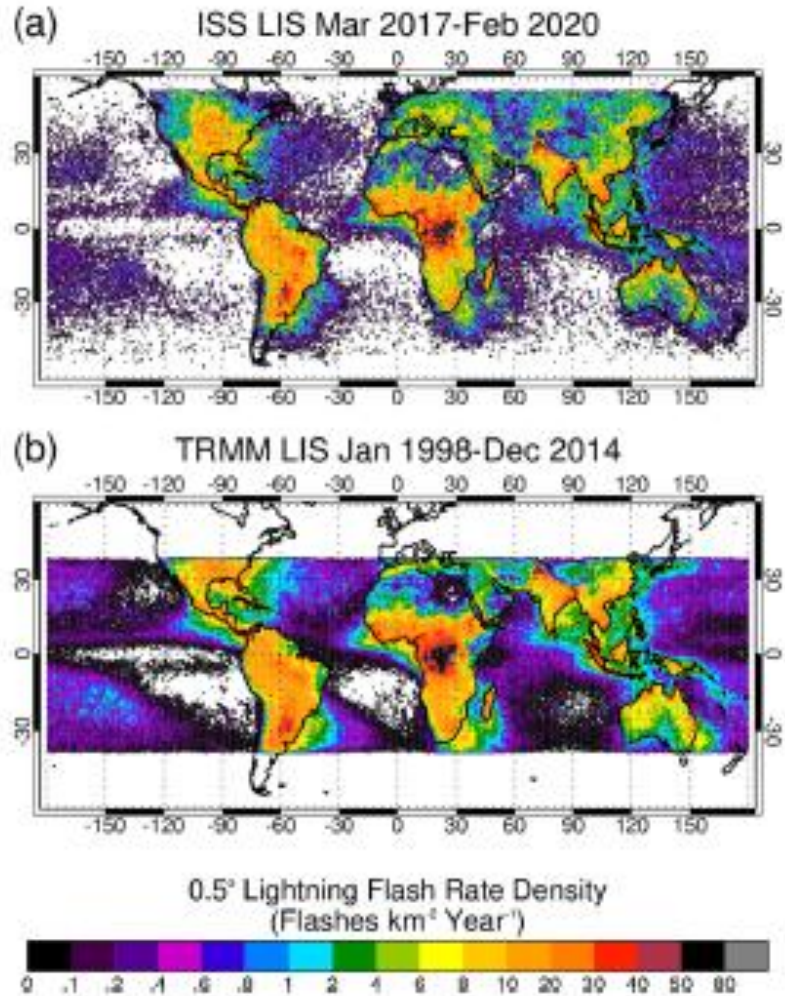 (a) ISS LIS Mar 2017-Feb 2020
-150 -120 -90 -60 -30 0 30 60 90 120 150
30 30
0 0
-30 -30
-150 -120 -90 -60 -30 0 30 60 90 120 150
(b) TRMM LIS Jan 1998-Dec 2014
-150 -120 -90 -60 -30 0 30 60 90 120 150
30 30
0 0
-30 -30
-150 -120 -90 -60 -30 0 30 60 90 120 150
0.5° Lightning Flash Rate Density
(Flashes km⁻² Year⁻¹)
0 .1 .2 .4 .6 .8 1 2 4 6 8 10 20 30 40 50 60